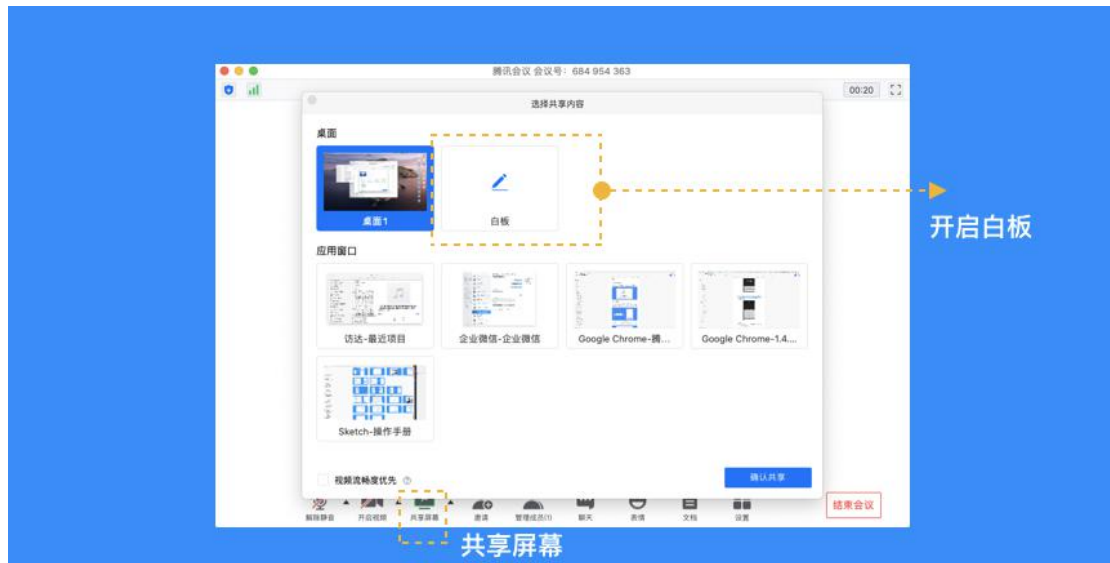 腾讯会议 会议号：684 954 363
00:20
选择共享内容
桌面
桌面1
白板
开启白板
应用窗口
访达-最近项目
企业微信-企业微信
Google Chrome-腾...
Google Chrome-1.4....
Sketch-操作手册
视频流畅度优先
确认共享
解除静音
开启视频
共享屏幕
邀请
管理成员(1)
聊天
表情
文档
设置
结束会议
共享屏幕